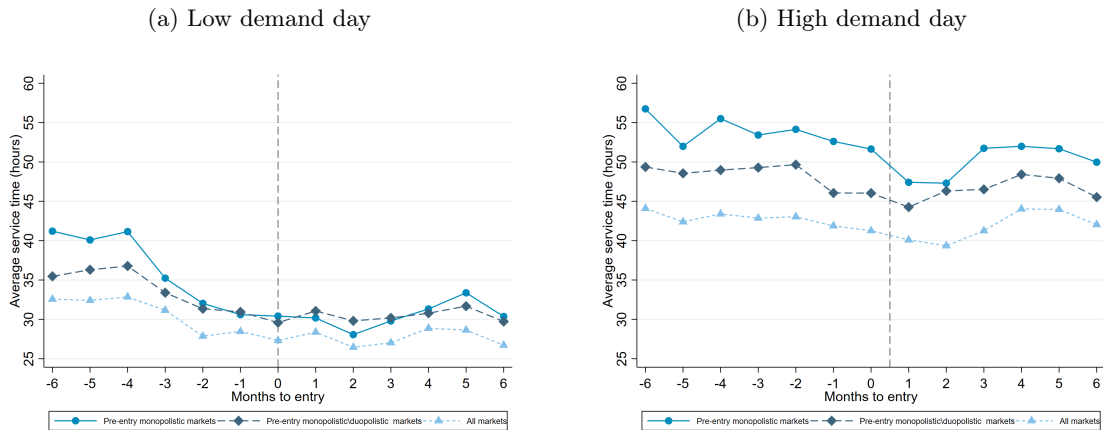 (a) Low demand day
60
55
50
45
40
35
30
25
Average service time (hours)
-6 -5 -4 -3 -2 -1 0 1 2 3 4 5 6
Months to entry
Pre-entry monopolistic markets Pre-entry monopolistic\duopolistic markets All markets
(b) High demand day
60
55
50
45
40
35
30
25
Average service time (hours)
-6 -5 -4 -3 -2 -1 0 1 2 3 4 5 6
Months to entry
Pre-entry monopolistic markets Pre-entry monopolistic\duopolistic markets All markets